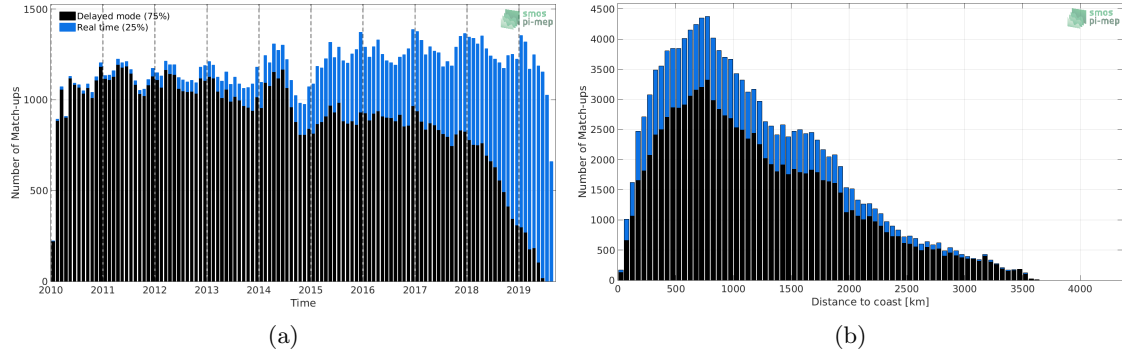 1500
1000
500
0
Number of Match-ups
Delayed mode (75%)
Real time (25%)
smos
pi-mep
2010 2011 2012 2013 2014 2015 2016 2017 2018 2019
Time
(a)
4500
4000
3500
3000
2500
2000
1500
1000
500
0
Number of Match-ups
smos
pi-mep
0 500 1000 1500 2000 2500 3000 3500 4000
Distance to coast [km]
(b)